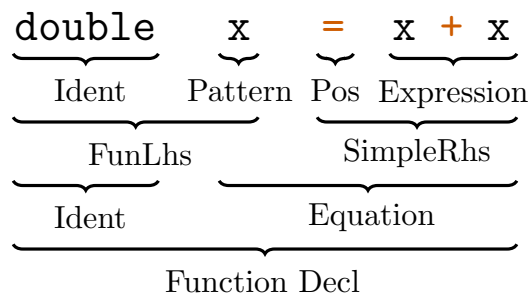 double x = x + x
Ident Pattern Pos Expression
FunLhs SimpleRhs
Ident Equation
Function Decl